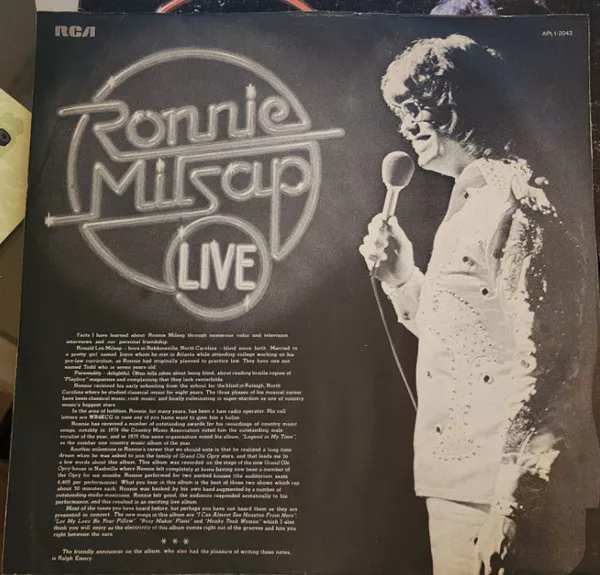 RCA
APL1-2043
Ronnie
Milsap
LIVE
Facts I have learned about Ronnie Milsap through numerous radio and television
interviews and our personal friendship.
Ronald Lee Milsap — born in Robbinsville, North Carolina — blind since birth. Married to
a pretty girl named Joyce whom he met in Atlanta while attending college working on his
pre-law curriculum, as Ronnie had originally planned to practice law. They have one son
named Todd who is seven years old.
Personality — delightful. Often tells jokes about being blind, about reading braille copies of
"Playboy" magazines and complaining that they lack centerfolds.
Ronnie received his early schooling from the school for the blind in Raleigh, North
Carolina where he studied classical music for eight years. The three phases of his musical career
have been classical music, rock music, and finally culminating in super-stardom as one of country
music's biggest stars.
In the area of hobbies, Ronnie, for many years, has been a ham radio operator. His call
letters are WB4KCG in case any of you ham's want to give him a holler.
Ronnie has received a number of outstanding awards for his recordings of country music
songs, notably in 1974 the Country Music Association voted him the outstanding male
vocalist of the year, and in 1975 this same organization voted his album, "Legend in My Time",
as the number one country music album of the year.
Another milestone in Ronnie's career that we should note is that he realized a long time
dream when he was asked to join the family of Grand Ole Opry stars, and that leads me to
a few words about this album. This album was recorded on the stage of the new Grand Ole
Opry house in Nashville where Ronnie felt completely at home having now been a member of
the Opry for six months. Ronnie performed for two packed houses (the auditorium seats
4,400 per performance). What you hear in this album is the best of those two shows which ran
about 50 minutes each. Ronnie was backed by his own band augmented by a number of
outstanding studio musicians. Ronnie felt good, the audience responded ecstatically to his
performance, and this resulted in an exciting live album.
Most of the tunes you have heard before, but perhaps you have not heard them as they are
presented in concert. The new songs in this album are "I Can Almost See Houston From Here",
"Let My Love Be Your Pillow", "Busy Makin' Plans" and "Honky Tonk Women" which I also
think you will enjoy as the electricity of this album comes right out of the grooves and hits you
right between the ears.
* * *
The friendly announcer on the album, who also had the pleasure of writing these notes,
is Ralph Emery